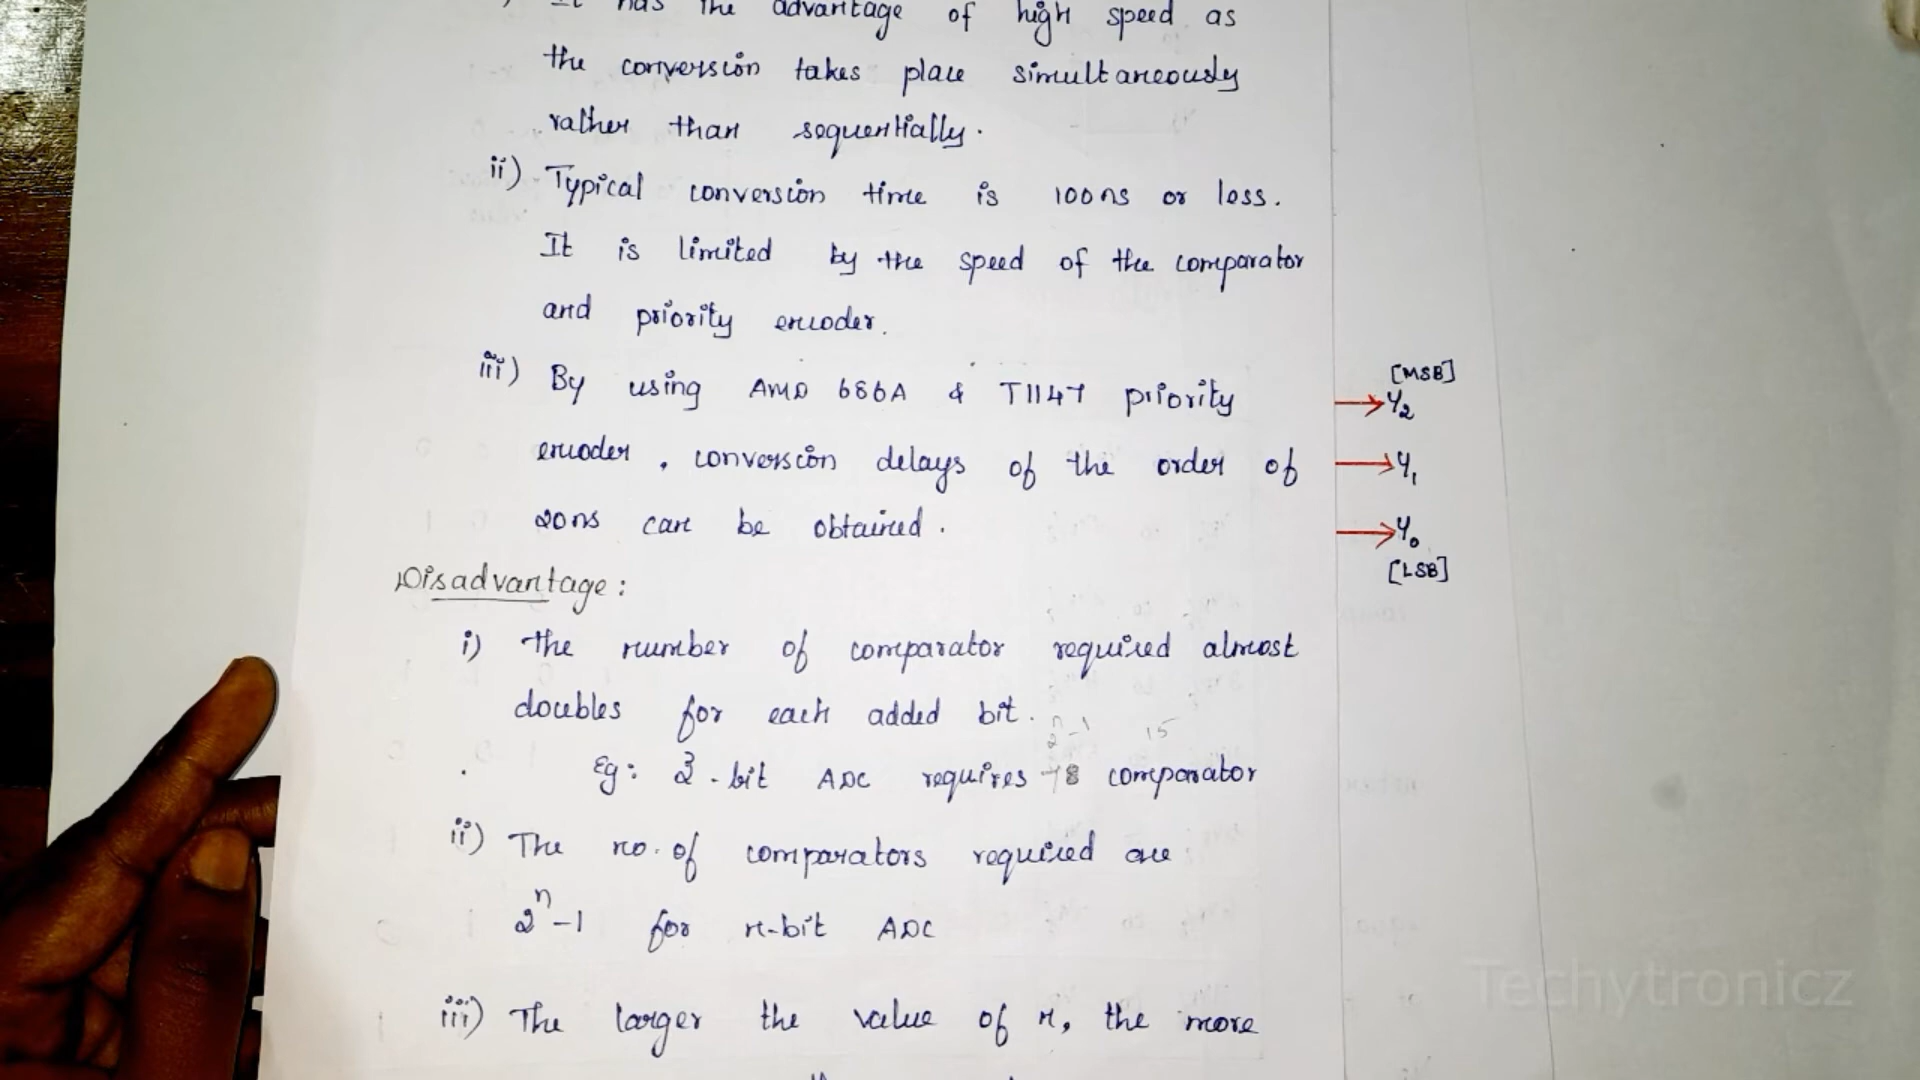 It has the advantage of high speed as
the conversion takes place simultaneously
rather than sequentially.
ii) Typical conversion time is 100ns or less.
It is limited by the speed of the comparator
and priority encoder.
iii) By using AMD 686A & T1147 priority
encoder, conversion delays of the order of
20ns can be obtained.
[MSB]
Y2
Y1
Y0
[LSB]
Disadvantage:
i) the number of comparator required almost
doubles for each added bit.
2^n-1 15
Eg: 3-bit ADC requires 8 comparator
ii) The no. of comparators required are
2^n-1 for n-bit ADC
iii) The larger the value of n, the more
Techytronicz